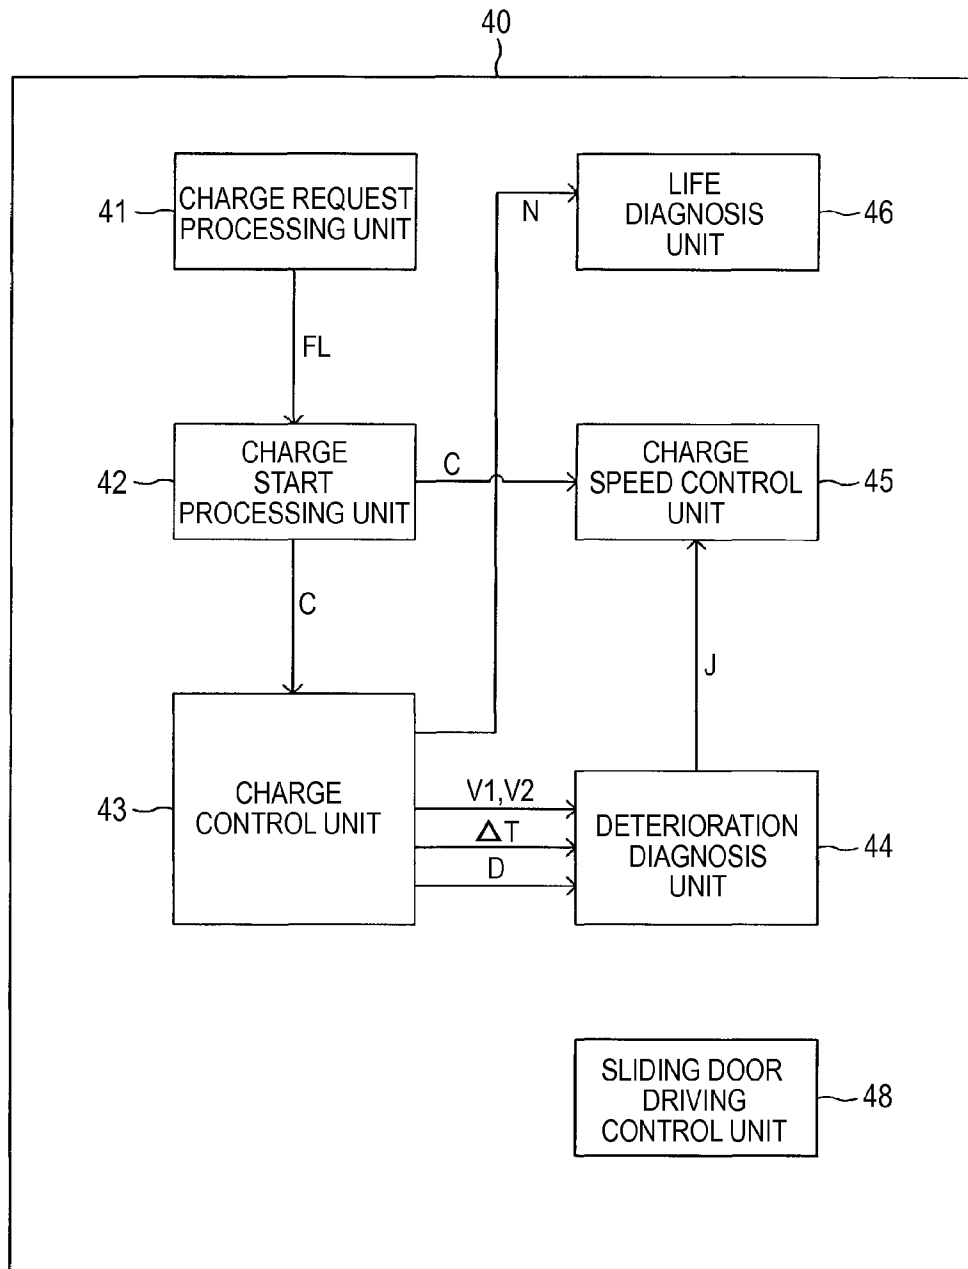 40
41
CHARGE REQUEST
PROCESSING UNIT
N
LIFE
DIAGNOSIS
UNIT
46
FL
42
CHARGE
START
PROCESSING UNIT
C
CHARGE
SPEED CONTROL
UNIT
45
C
J
43
CHARGE
CONTROL UNIT
V1,V2
ΔT
D
DETERIORATION
DIAGNOSIS
UNIT
44
SLIDING DOOR
DRIVING
CONTROL UNIT
48